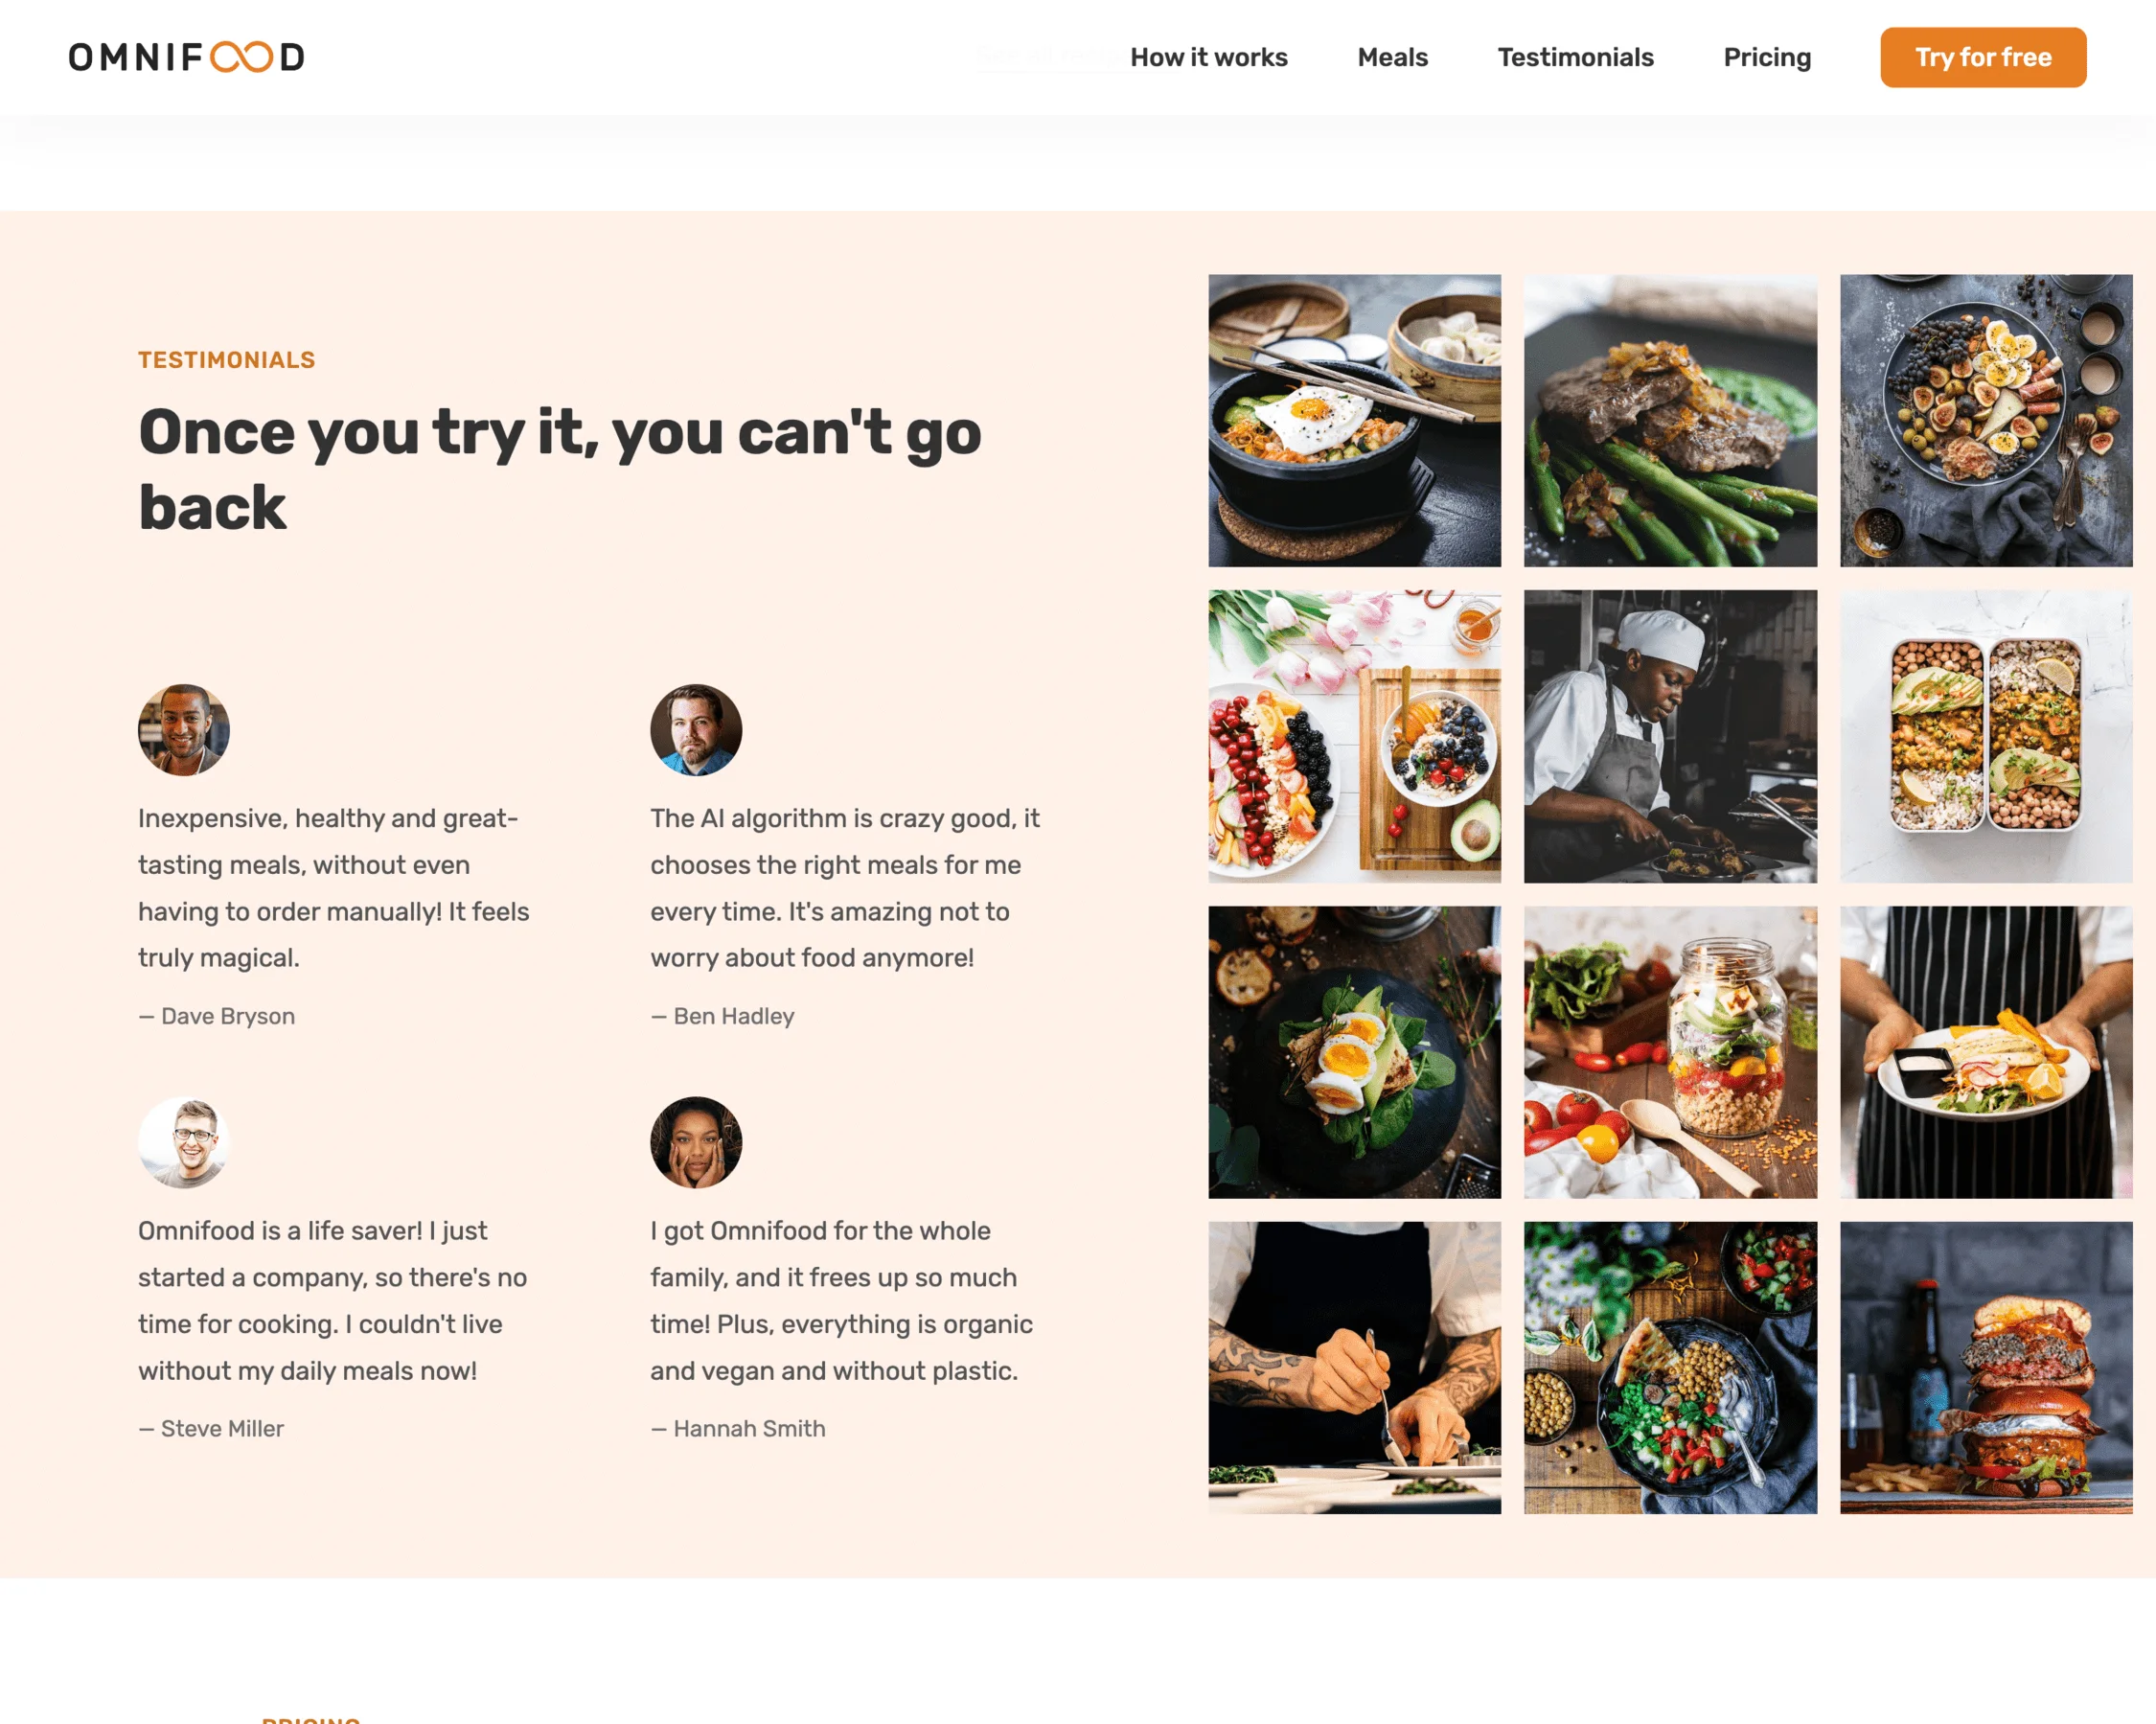 OMNIFOOD
How it works
Meals
Testimonials
Pricing
Try for free
TESTIMONIALS
Once you try it, you can't go
back
Inexpensive, healthy and great-
tasting meals, without even
having to order manually! It feels
truly magical.
— Dave Bryson
The AI algorithm is crazy good, it
chooses the right meals for me
every time. It's amazing not to
worry about food anymore!
— Ben Hadley
Omnifood is a life saver! I just
started a company, so there's no
time for cooking. I couldn't live
without my daily meals now!
— Steve Miller
I got Omnifood for the whole
family, and it frees up so much
time! Plus, everything is organic
and vegan and without plastic.
— Hannah Smith
PRICING